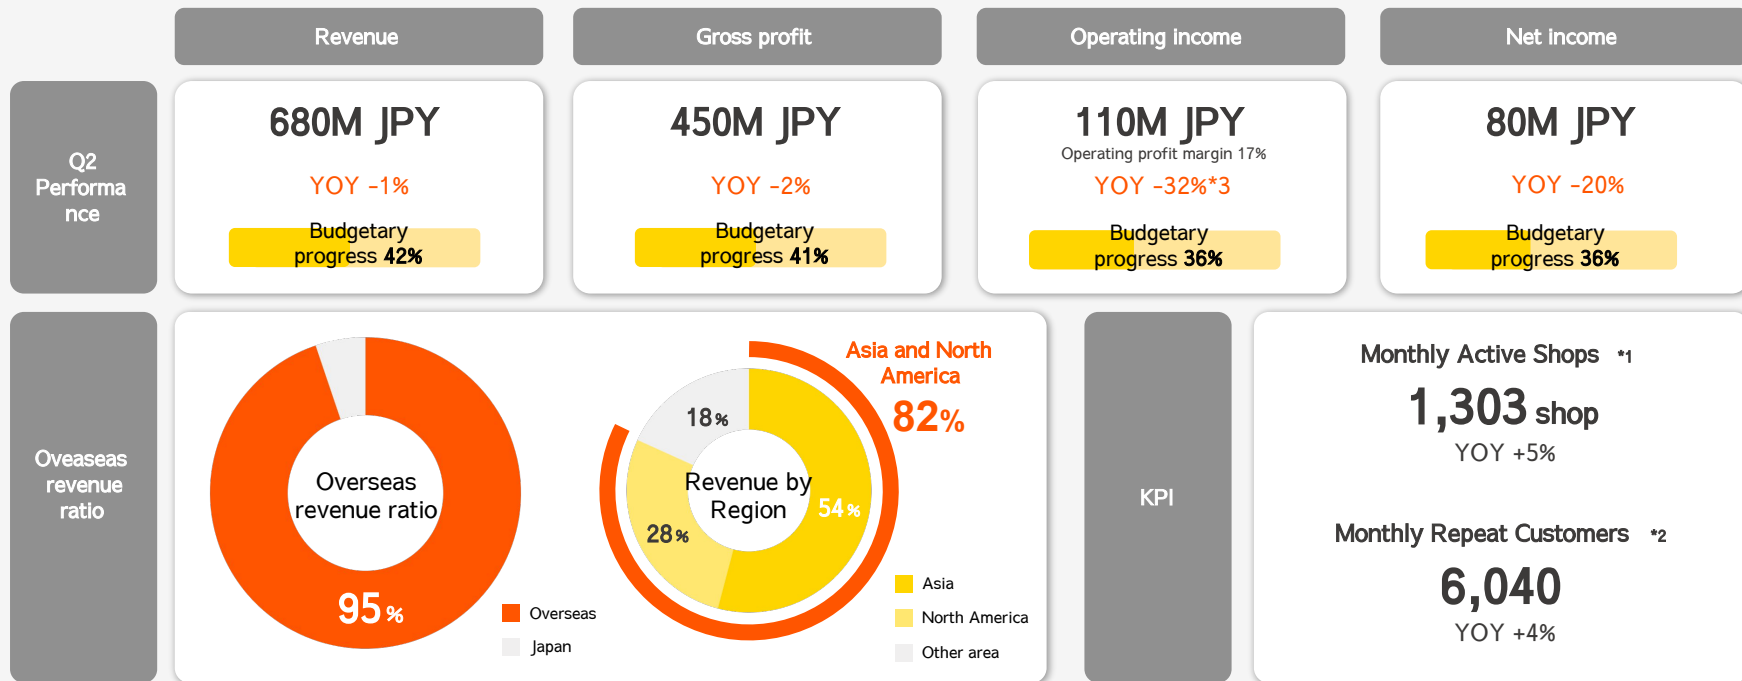 Revenue
Gross profit
Operating income
Net income
Q2
Performa
nce
680M JPY
YOY -1%
Budgetary
progress 42%
450M JPY
YOY -2%
Budgetary
progress 41%
110M JPY
Operating profit margin 17%
YOY -32%*3
Budgetary
progress 36%
80M JPY
YOY -20%
Budgetary
progress 36%
Oveaseas
revenue
ratio
Overseas
revenue ratio
95%
Overseas
Japan
Asia and North
America
82%
18%
Revenue by
Region
54%
28%
Asia
North America
Other area
KPI
Monthly Active Shops *1
1,303 shop
YOY +5%
Monthly Repeat Customers *2
6,040
YOY +4%